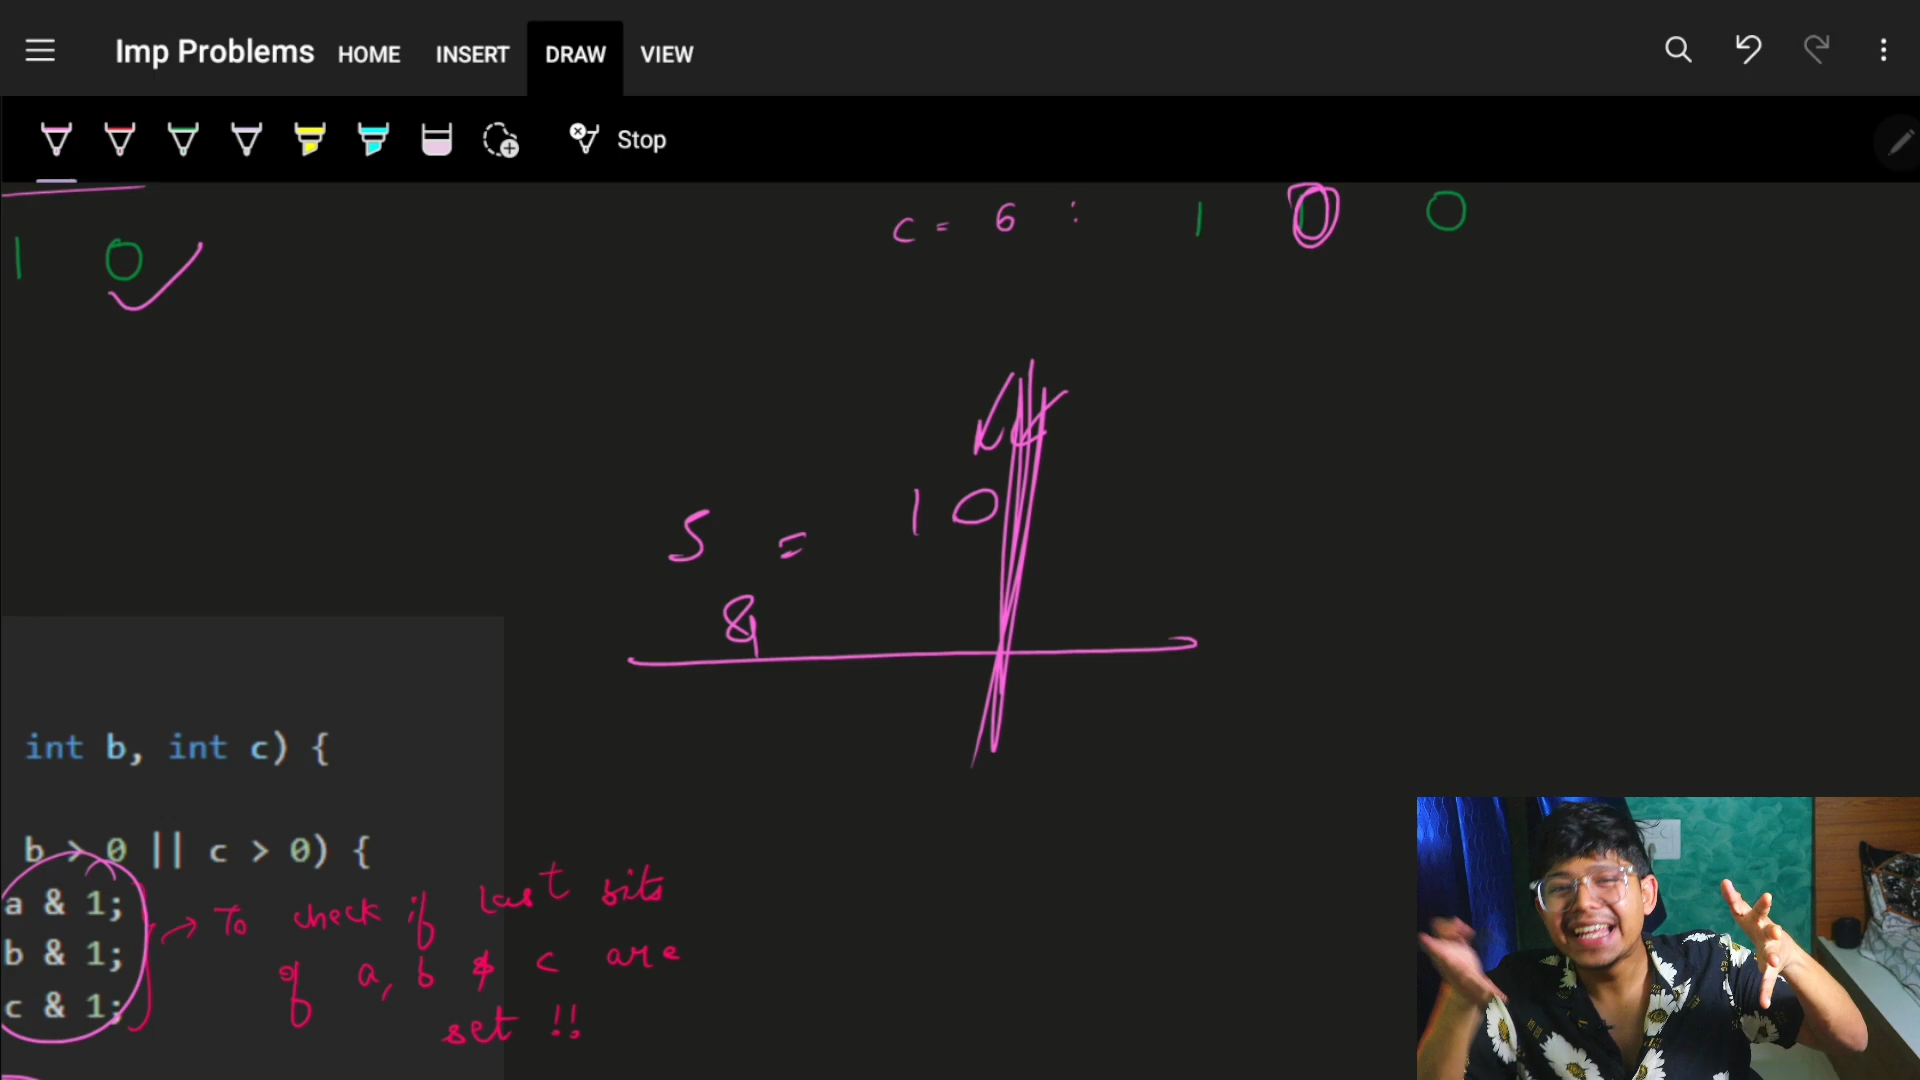 Imp Problems HOME INSERT DRAW VIEW
Stop
c = 6 : 1 0 0
1 0
5 = 1 0
&
int b, int c) {
b > 0 || c > 0) {
a & 1;
b & 1;
c & 1;
→ To check if last bits
of a, b & c are
set !!